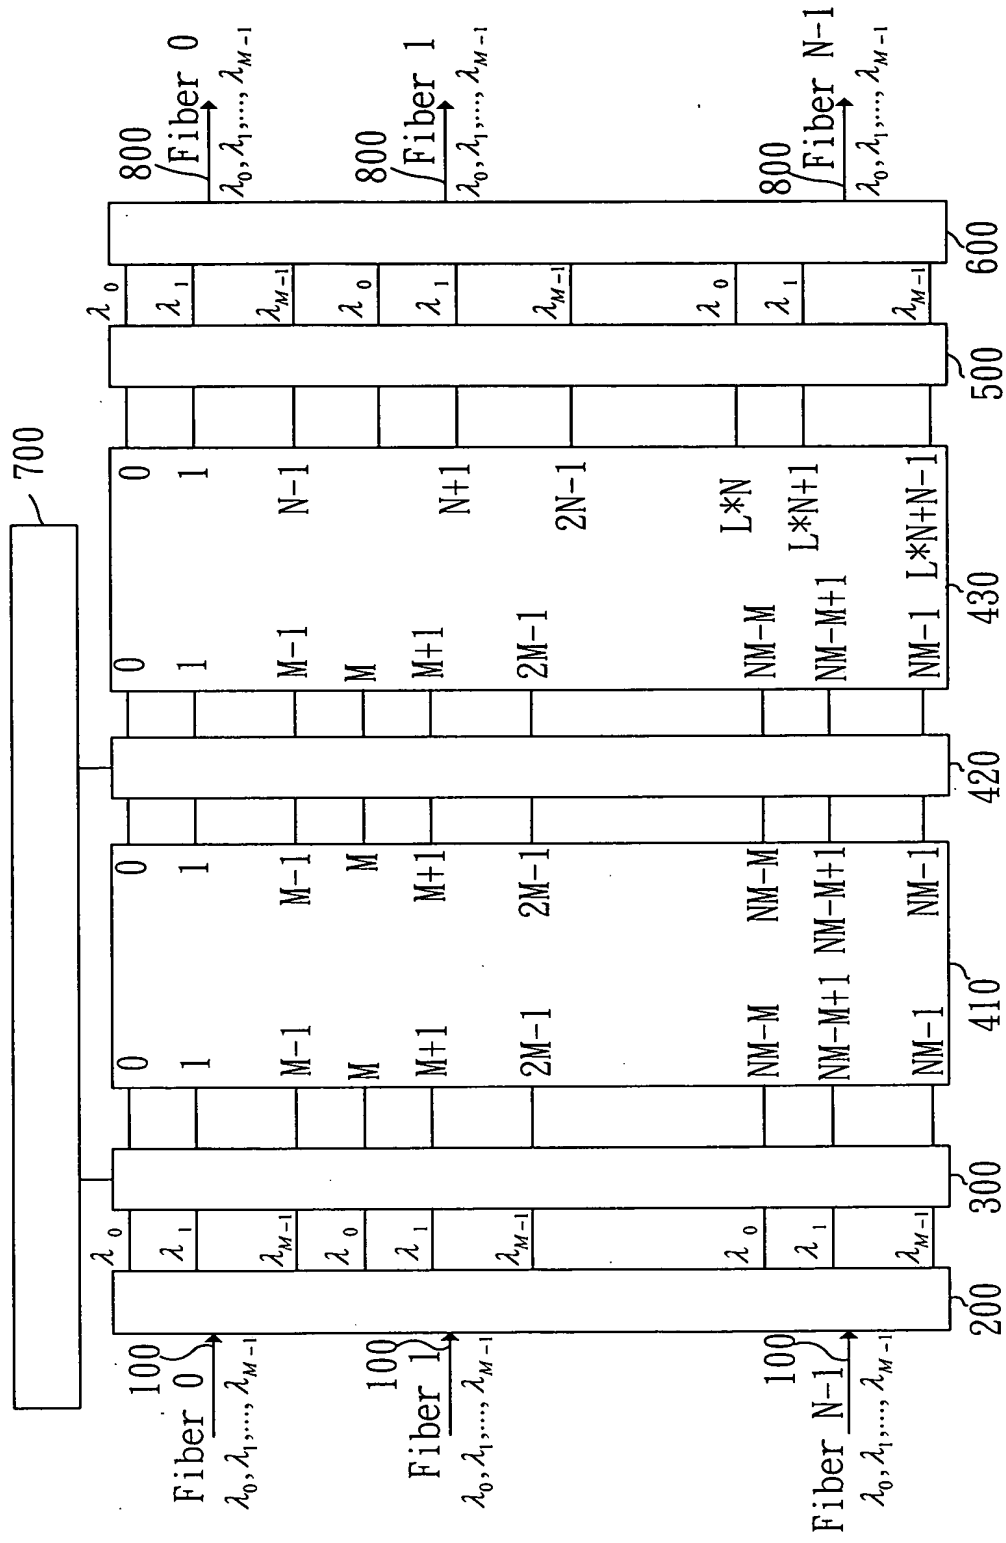 700
100
Fiber 0
λ0, λ1,..., λM−1
100
Fiber 1
λ0, λ1,..., λM−1
100
Fiber N-1
λ0, λ1,..., λM−1
200
λ0
λ1
λM−1
λ0
λ1
λM−1
λ0
λ1
λM−1
300
0
1
M-1
M
M+1
2M-1
NM-M
NM-M+1
NM-1
410
0
1
M-1
M
M+1
2M-1
NM-M
NM-M+1
NM-1
420
0
1
M-1
M
M+1
2M-1
NM-M
NM-M+1
NM-1
430
0
1
N-1
N+1
2N-1
L*N
L*N+1
L*N+N-1
500
λ0
λ1
λM−1
λ0
λ1
λM−1
λ0
λ1
λM−1
600
800
Fiber 0
λ0, λ1,..., λM−1
800
Fiber 1
λ0, λ1,..., λM−1
800
Fiber N-1
λ0, λ1,..., λM−1